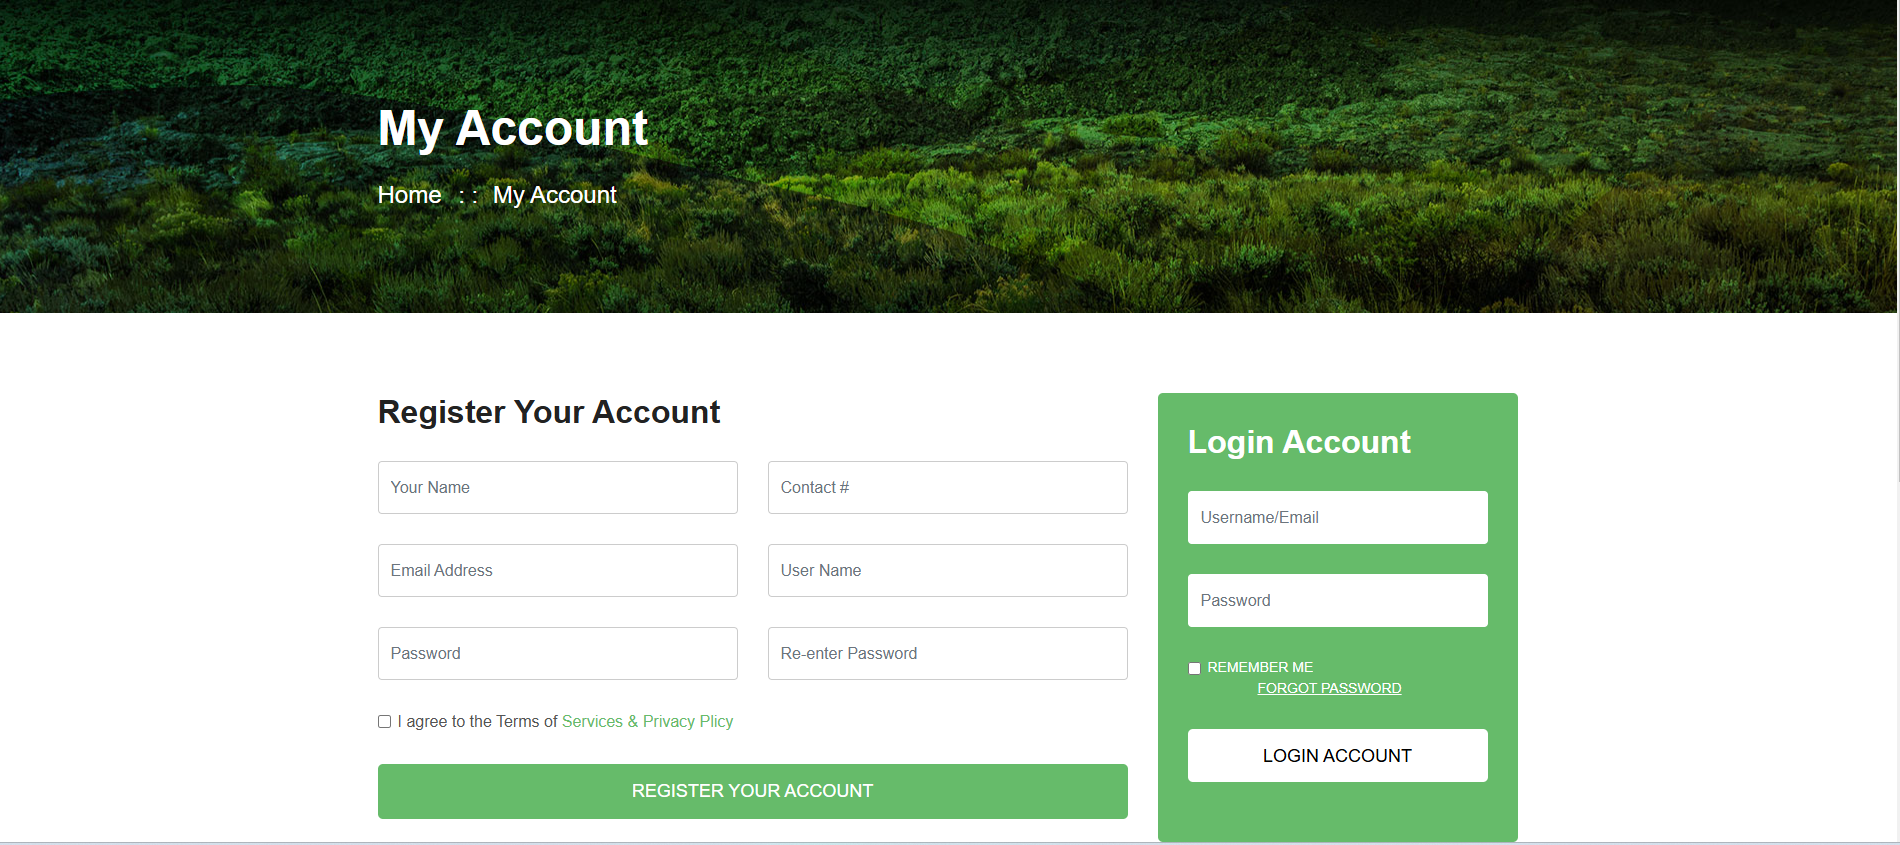 My Account
Home : : My Account
Register Your Account
Your Name
Contact #
Email Address
User Name
Password
Re-enter Password
I agree to the Terms of Services & Privacy Plicy
REGISTER YOUR ACCOUNT
Login Account
Username/Email
Password
REMEMBER ME
FORGOT PASSWORD
LOGIN ACCOUNT